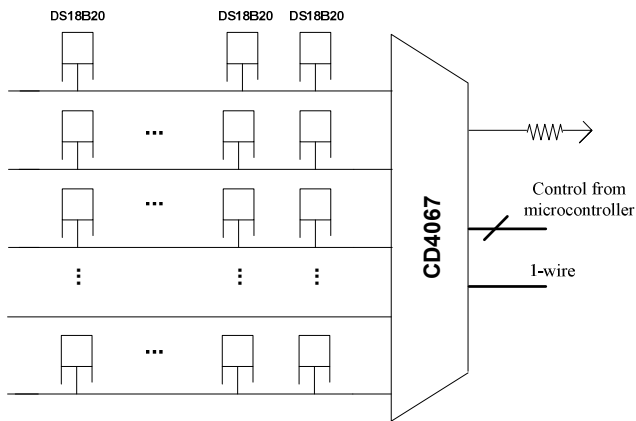 DS18B20
DS18B20
DS18B20
...
...
...
...
...
...
CD4067
Control from
microcontroller
1-wire